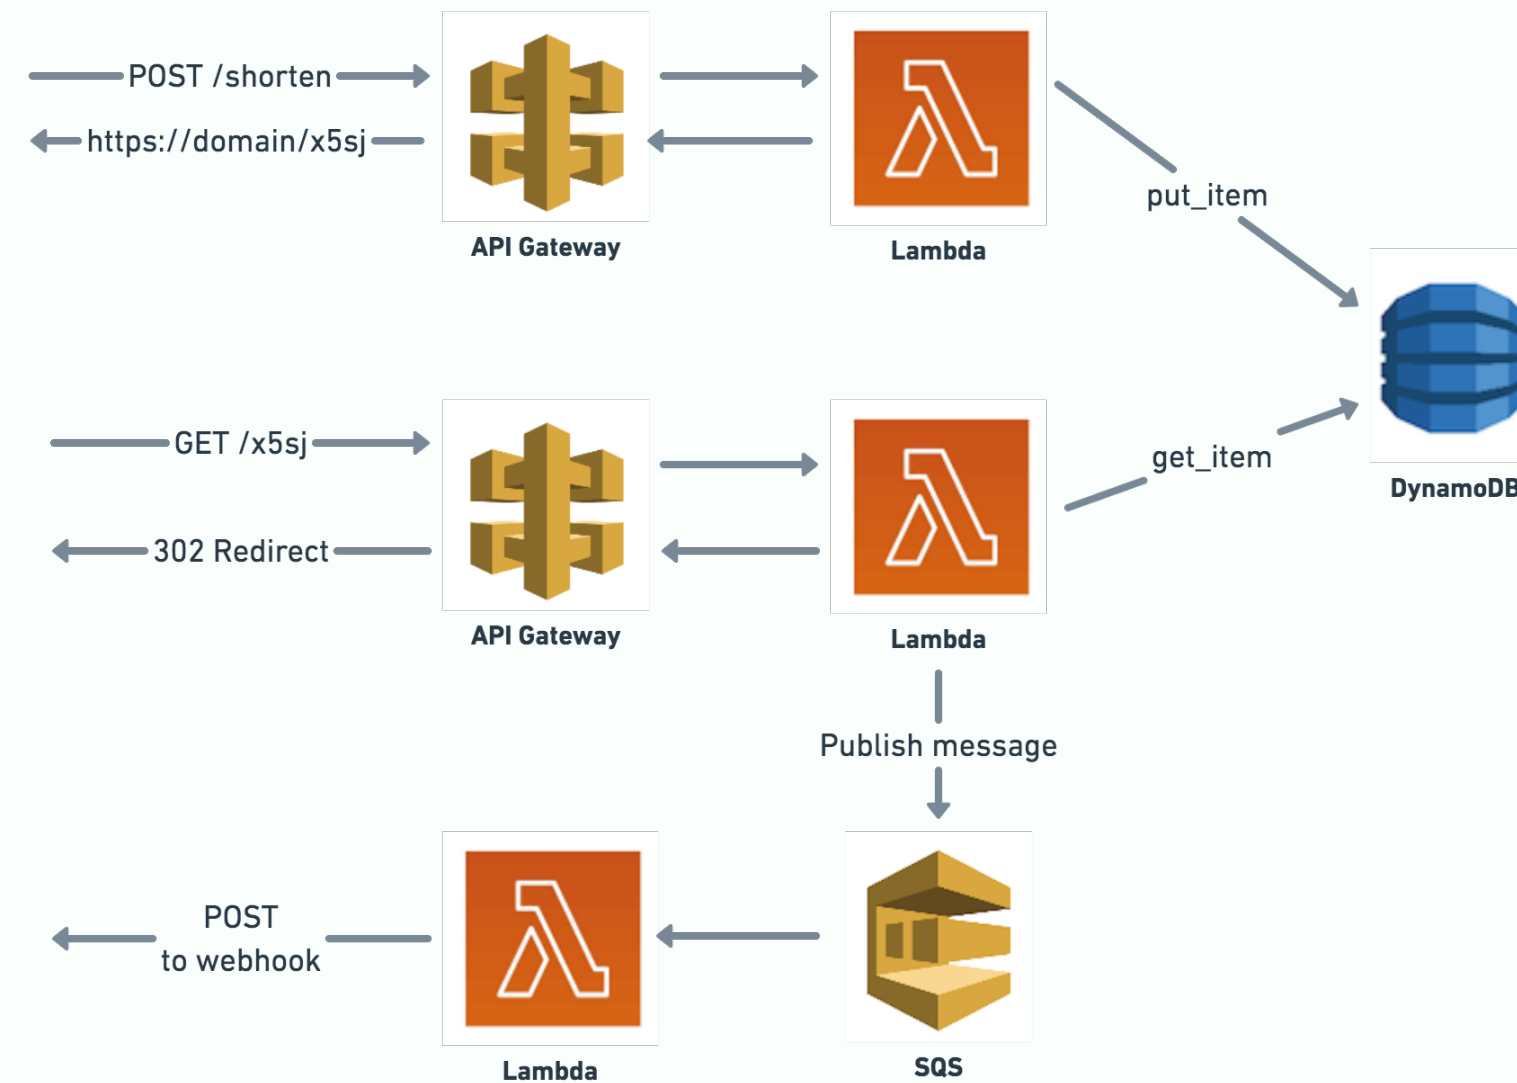 POST /shorten
https://domain/x5sj
API Gateway
Lambda
put_item
DynamoDB
GET /x5sj
302 Redirect
API Gateway
Lambda
get_item
Publish message
POST
to webhook
Lambda
SQS